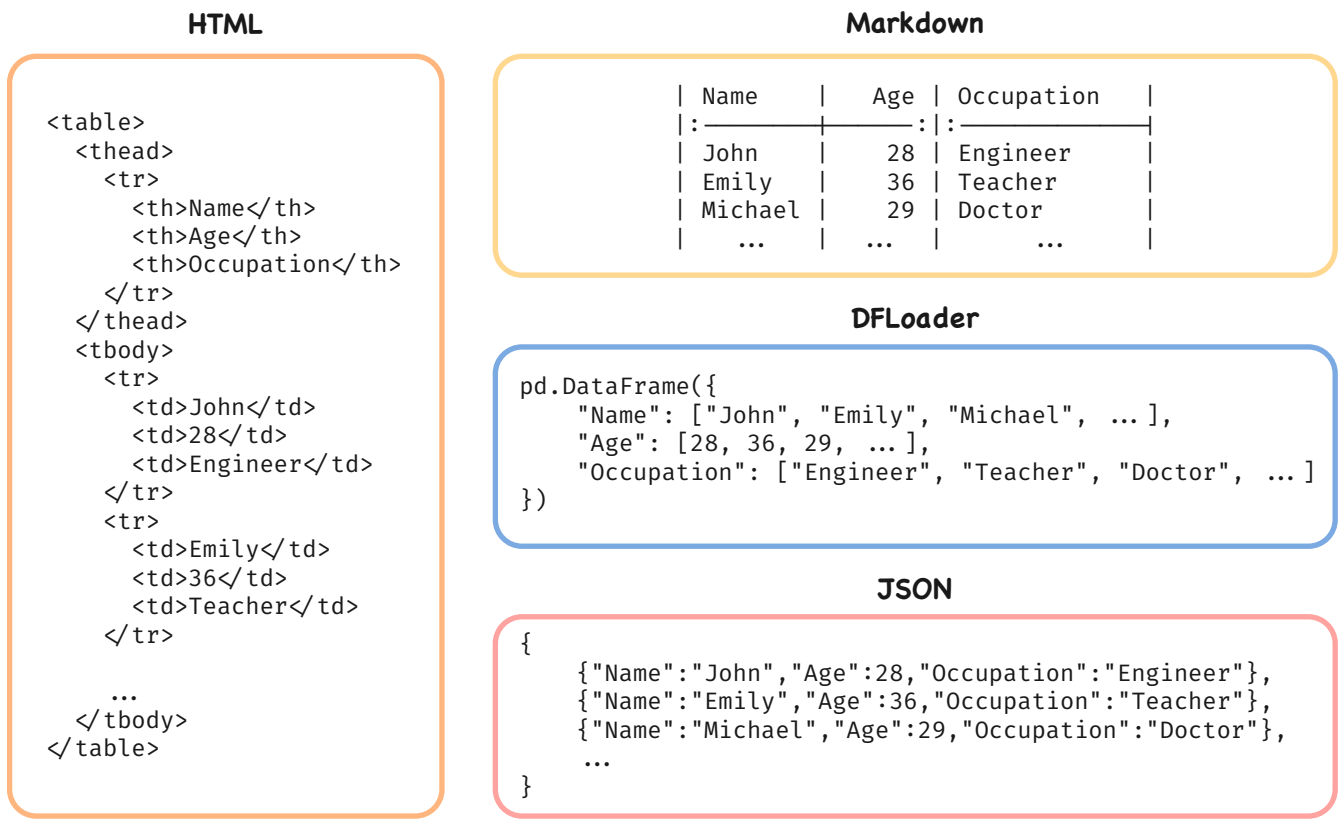 HTML
<table>
  <thead>
    <tr>
      <th>Name</th>
      <th>Age</th>
      <th>Occupation</th>
    </tr>
  </thead>
  <tbody>
    <tr>
      <td>John</td>
      <td>28</td>
      <td>Engineer</td>
    </tr>
    <tr>
      <td>Emily</td>
      <td>36</td>
      <td>Teacher</td>
    </tr>
    ...
  </tbody>
</table>
Markdown
| Name    |   Age | Occupation   |
|:--------+------:|:-------------|
| John    |    28 | Engineer     |
| Emily   |    36 | Teacher      |
| Michael |    29 | Doctor       |
|   ...   |  ...  |      ...     |
DFLoader
pd.DataFrame({
    "Name": ["John", "Emily", "Michael", ...],
    "Age": [28, 36, 29, ...],
    "Occupation": ["Engineer", "Teacher", "Doctor", ...]
})
JSON
{
    {"Name":"John","Age":28,"Occupation":"Engineer"},
    {"Name":"Emily","Age":36,"Occupation":"Teacher"},
    {"Name":"Michael","Age":29,"Occupation":"Doctor"},
    ...
}